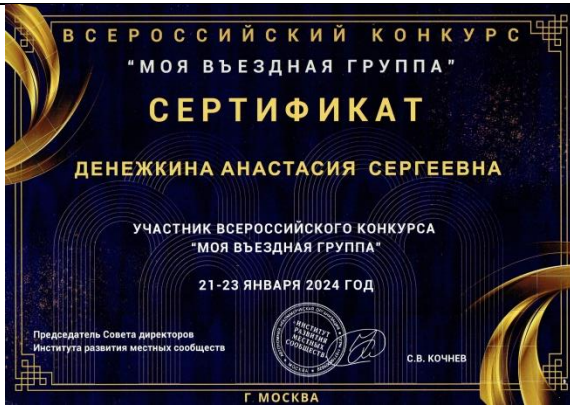 ВСЕРОССИЙСКИЙ КОНКУРС
"МОЯ ВЪЕЗДНАЯ ГРУППА"
СЕРТИФИКАТ
ДЕНЕЖКИНА АНАСТАСИЯ СЕРГЕЕВНА
УЧАСТНИК ВСЕРОССИЙСКОГО КОНКУРСА
"МОЯ ВЪЕЗДНАЯ ГРУППА"
21-23 ЯНВАРЯ 2024 ГОД
Председатель Совета директоров
Института развития местных сообществ
ИНСТИТУТ
РАЗВИТИЯ
МЕСТНЫХ
СООБЩЕСТВ
С.В. КОЧНЕВ
Г МОСКВА